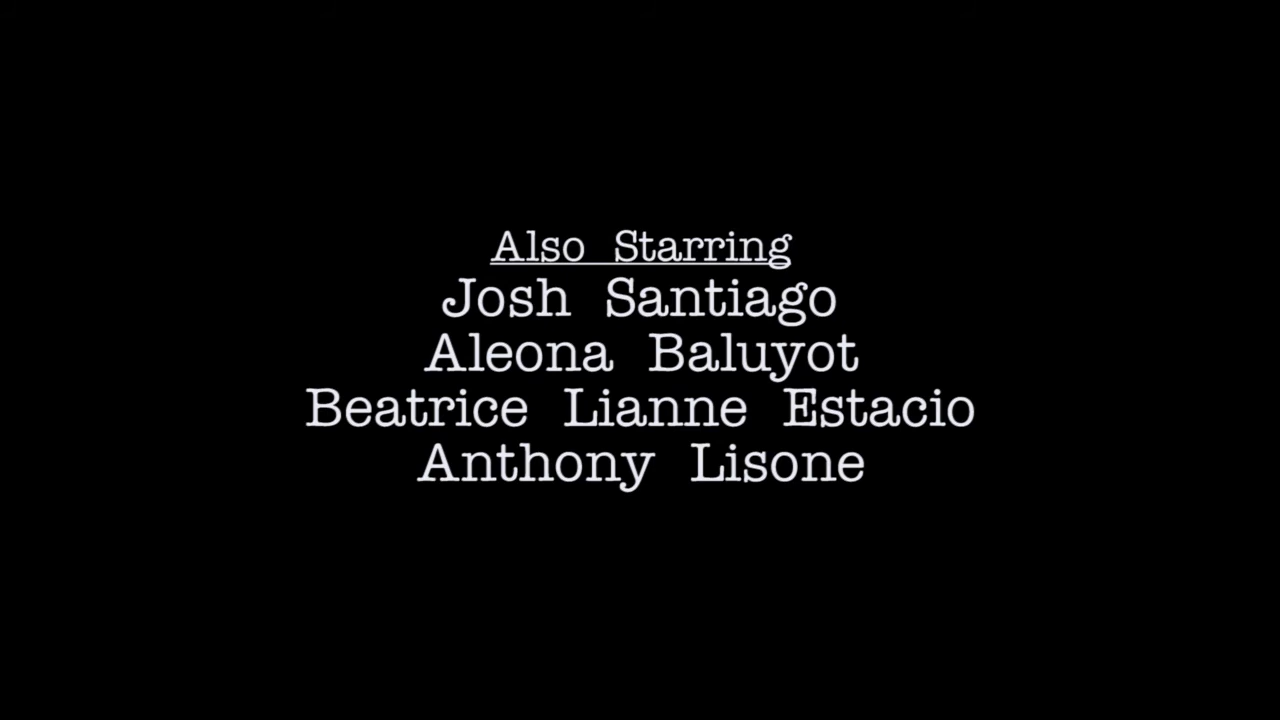 Also Starring
Josh Santiago
Aleona Baluyot
Beatrice Lianne Estacio
Anthony Lisone